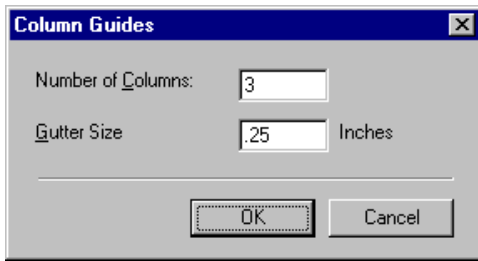 Column Guides
Number of Columns: 3
Gutter Size .25 Inches
OK Cancel